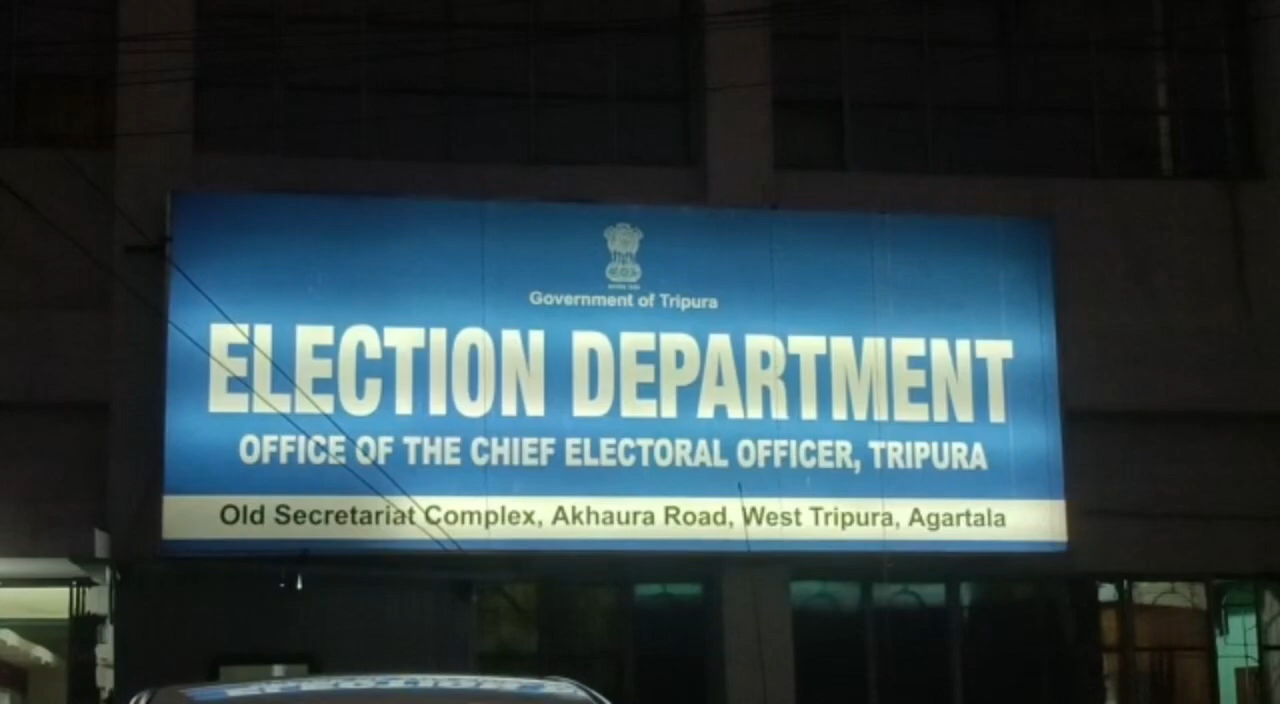 Government of Tripura
ELECTION DEPARTMENT
OFFICE OF THE CHIEF ELECTORAL OFFICER, TRIPURA
Old Secretariat Complex, Akhaura Road, West Tripura, Agartala